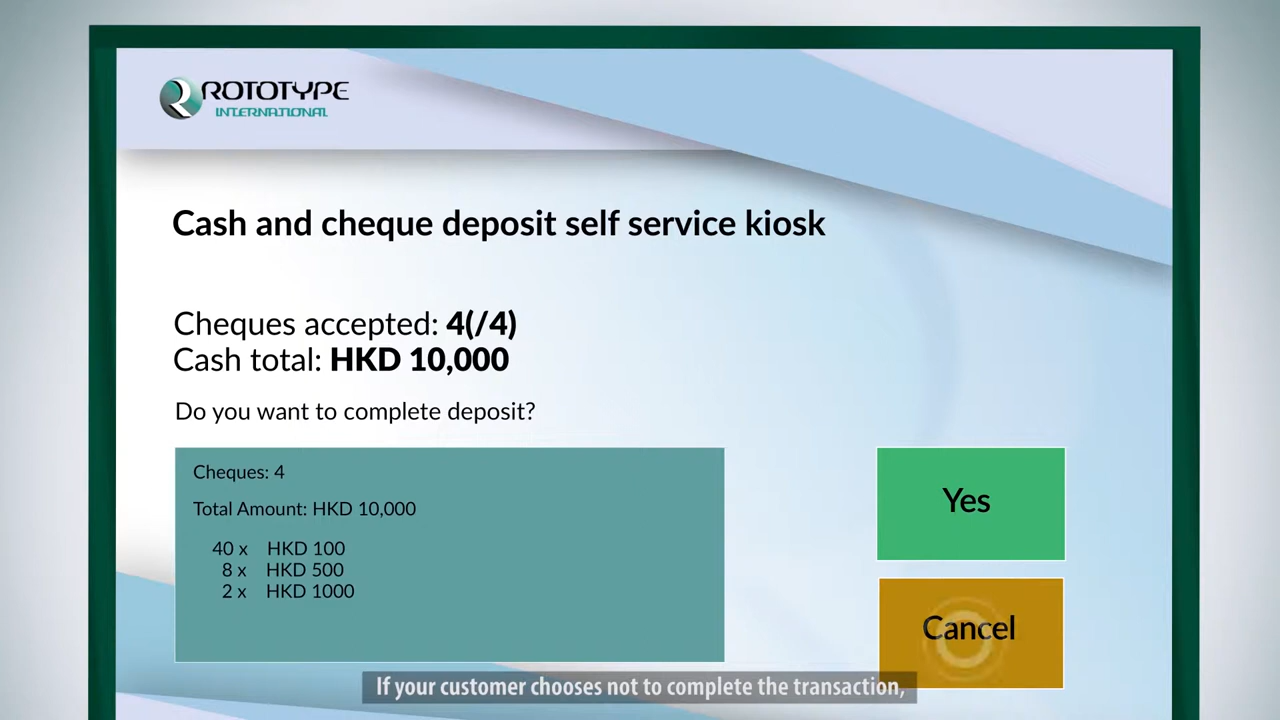 ROTOTYPE
INTERNATIONAL
Cash and cheque deposit self service kiosk
Cheques accepted: 4(/4)
Cash total: HKD 10,000
Do you want to complete deposit?
Cheques: 4
Total Amount: HKD 10,000
40 x HKD 100
8 x HKD 500
2 x HKD 1000
Yes
Cancel
If your customer chooses not to complete the transaction,